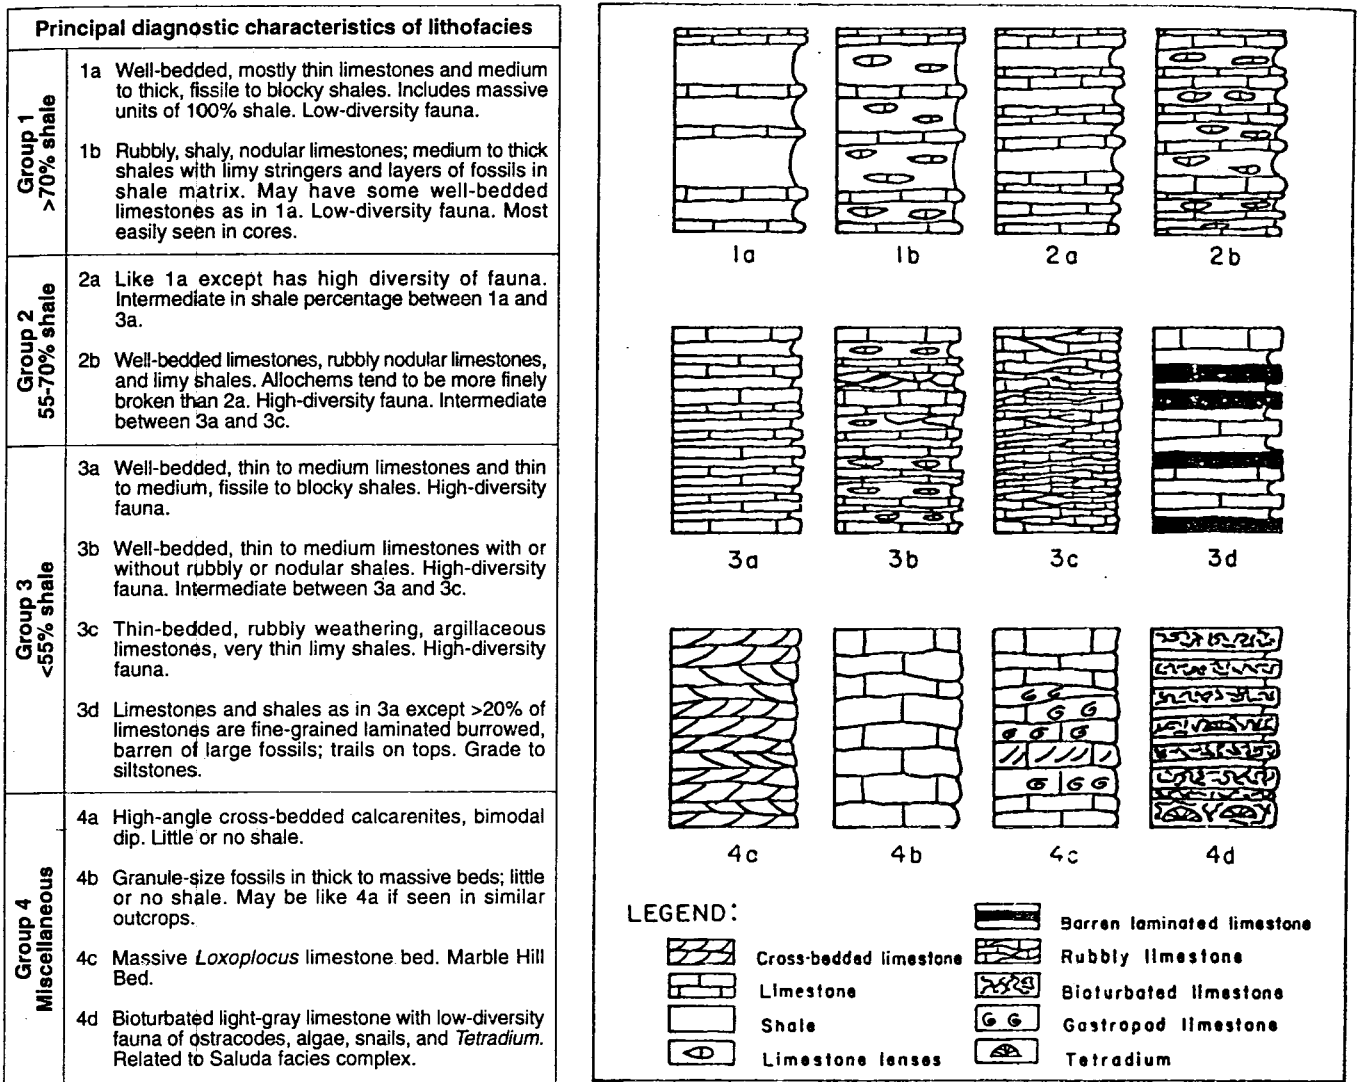 Principal diagnostic characteristics of lithofacies
Group 1
>70% shale
1a Well-bedded, mostly thin limestones and medium
to thick, fissile to blocky shales. Includes massive
units of 100% shale. Low-diversity fauna.
1b Rubbly, shaly, nodular limestones; medium to thick
shales with limy stringers and layers of fossils in
shale matrix. May have some well-bedded
limestones as in 1a. Low-diversity fauna. Most
easily seen in cores.
Group 2
55-70% shale
2a Like 1a except has high diversity of fauna.
Intermediate in shale percentage between 1a and
3a.
2b Well-bedded limestones, rubbly nodular limestones,
and limy shales. Allochems tend to be more finely
broken than 2a. High-diversity fauna. Intermediate
between 3a and 3c.
Group 3
<55% shale
3a Well-bedded, thin to medium limestones and thin
to medium, fissile to blocky shales. High-diversity
fauna.
3b Well-bedded, thin to medium limestones with or
without rubbly or nodular shales. High-diversity
fauna. Intermediate between 3a and 3c.
3c Thin-bedded, rubbly weathering, argillaceous
limestones, very thin limy shales. High-diversity
fauna.
3d Limestones and shales as in 3a except >20% of
limestones are fine-grained laminated burrowed,
barren of large fossils; trails on tops. Grade to
siltstones.
Group 4
Miscellaneous
4a High-angle cross-bedded calcarenites, bimodal
dip. Little or no shale.
4b Granule-size fossils in thick to massive beds; little
or no shale. May be like 4a if seen in similar
outcrops.
4c Massive Loxoplocus limestone bed. Marble Hill
Bed.
4d Bioturbated light-gray limestone with low-diversity
fauna of ostracodes, algae, snails, and Tetradium.
Related to Saluda facies complex.
1a 1b 2a 2b
3a 3b 3c 3d
4a 4b 4c 4d
LEGEND:
Cross-bedded limestone
Limestone
Shale
Limestone lenses
Barren laminated limestone
Rubbly limestone
Bioturbated limestone
Gastropod limestone
Tetradium